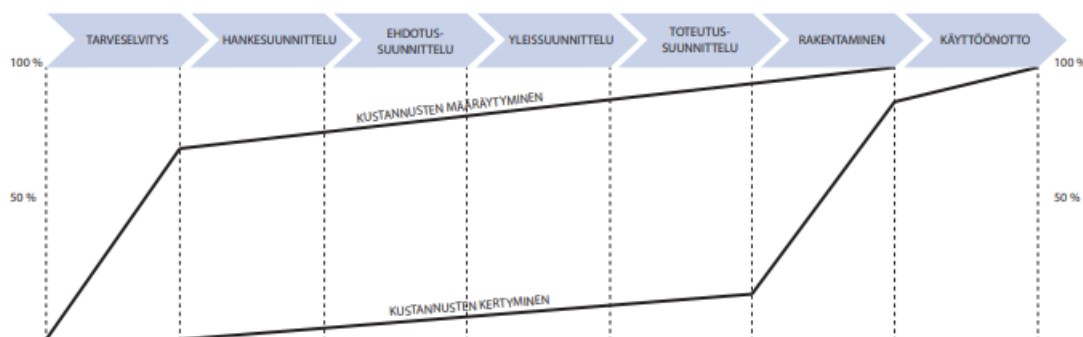 TARVESELVITYS
HANKESUUNNITTELU
EHDOTUS-
SUUNNITTELU
YLEISSUUNNITTELU
TOTEUTUS-
SUUNNITTELU
RAKENTAMINEN
KÄYTTÖÖNOTTO
100 %
100 %
KUSTANNUSTEN MÄÄRÄYTYMINEN
50 %
50 %
KUSTANNUSTEN KERTYMINEN